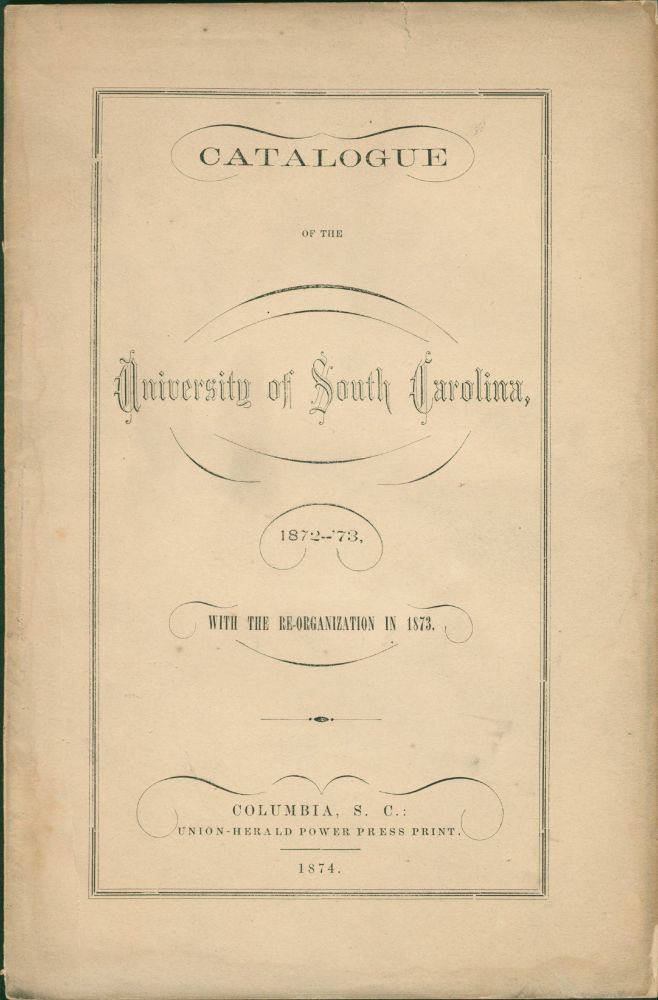 CATALOGUE
OF THE
University of South Carolina,
1872--'73,
WITH THE RE-ORGANIZATION IN 1873.
COLUMBIA, S. C.:
UNION-HERALD POWER PRESS PRINT.
1874.